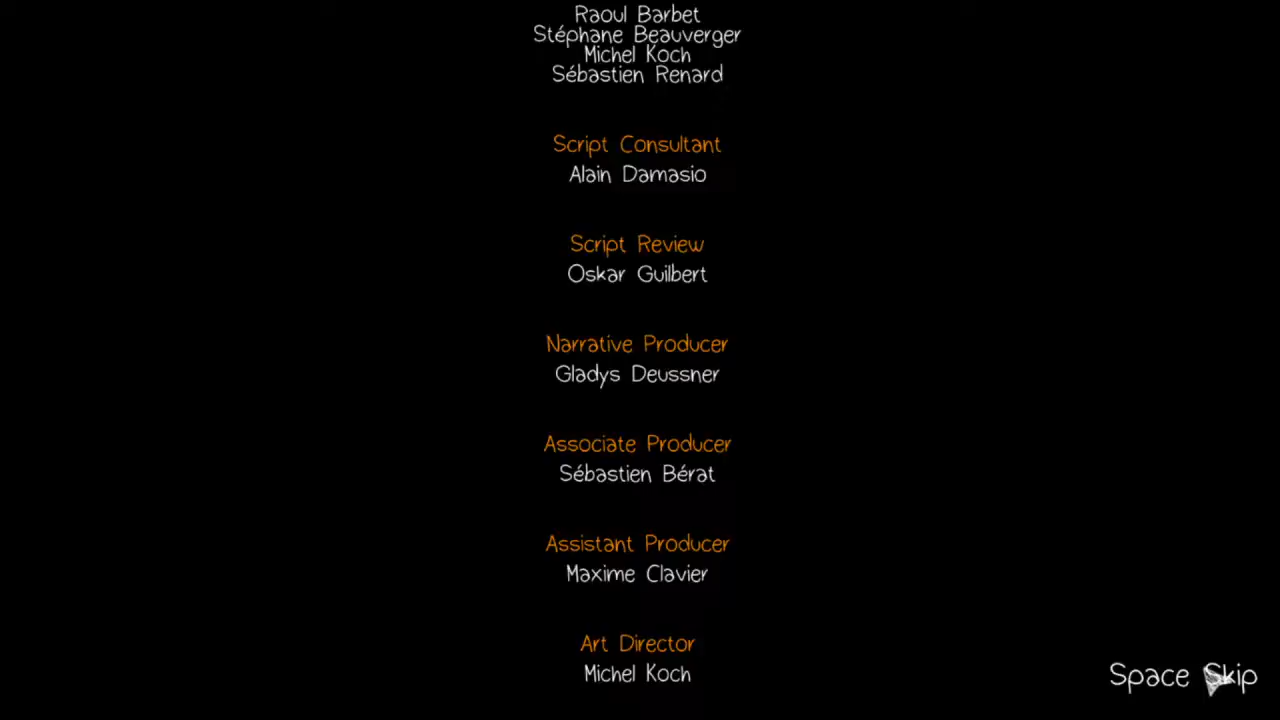 Raoul Barbet
Stéphane Beauverger
Michel Koch
Sébastien Renard
Script Consultant
Alain Damasio
Script Review
Oskar Guilbert
Narrative Producer
Gladys Deussner
Associate Producer
Sébastien Bérat
Assistant Producer
Maxime Clavier
Art Director
Michel Koch
Space Skip